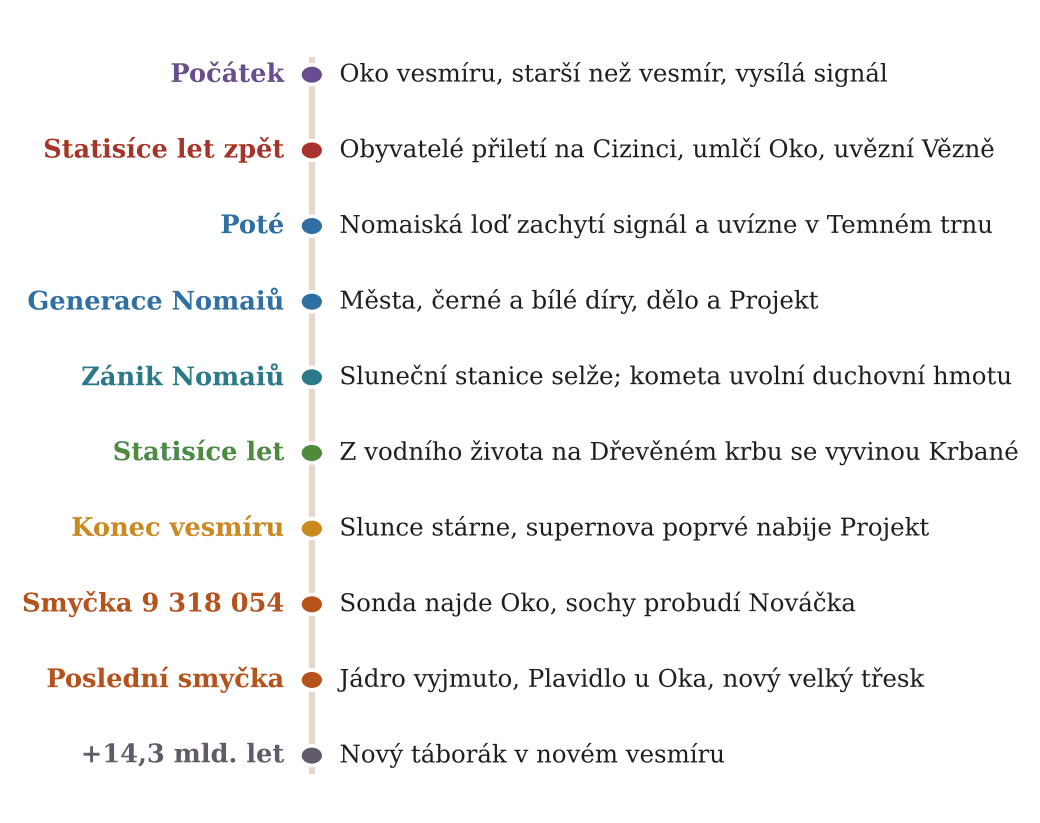 Počátek Oko vesmíru, starší než vesmír, vysílá signál
Statisíce let zpět Obyvatelé přiletí na Cizinci, umlčí Oko, uvězní Vězně
Poté Nomaiská loď zachytí signál a uvízne v Temném trnu
Generace Nomaiů Města, černé a bílé díry, dělo a Projekt
Zánik Nomaiů Sluneční stanice selže; kometa uvolní duchovní hmotu
Statisíce let Z vodního života na Dřevěném krbu se vyvinou Krbané
Konec vesmíru Slunce stárne, supernova poprvé nabije Projekt
Smyčka 9 318 054 Sonda najde Oko, sochy probudí Nováčka
Poslední smyčka Jádro vyjmuto, Plavidlo u Oka, nový velký třesk
+14,3 mld. let Nový táborák v novém vesmíru